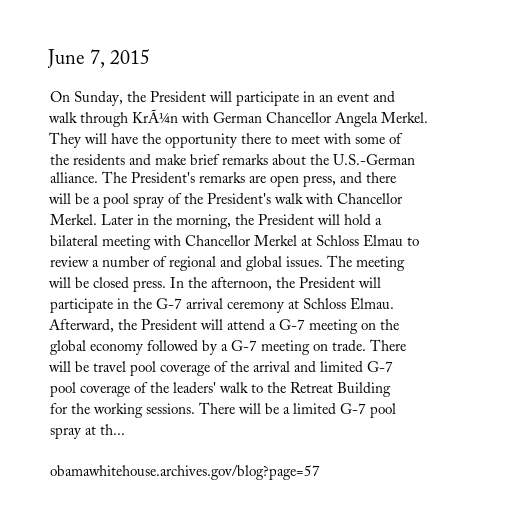 June 7, 2015
On Sunday, the President will participate in an event and
walk through KrÃ¼n with German Chancellor Angela Merkel.
They will have the opportunity there to meet with some of
the residents and make brief remarks about the U.S.-German
alliance. The President's remarks are open press, and there
will be a pool spray of the President's walk with Chancellor
Merkel. Later in the morning, the President will hold a
bilateral meeting with Chancellor Merkel at Schloss Elmau to
review a number of regional and global issues. The meeting
will be closed press. In the afternoon, the President will
participate in the G-7 arrival ceremony at Schloss Elmau.
Afterward, the President will attend a G-7 meeting on the
global economy followed by a G-7 meeting on trade. There
will be travel pool coverage of the arrival and limited G-7
pool coverage of the leaders' walk to the Retreat Building
for the working sessions. There will be a limited G-7 pool
spray at th...
obamawhitehouse.archives.gov/blog?page=57